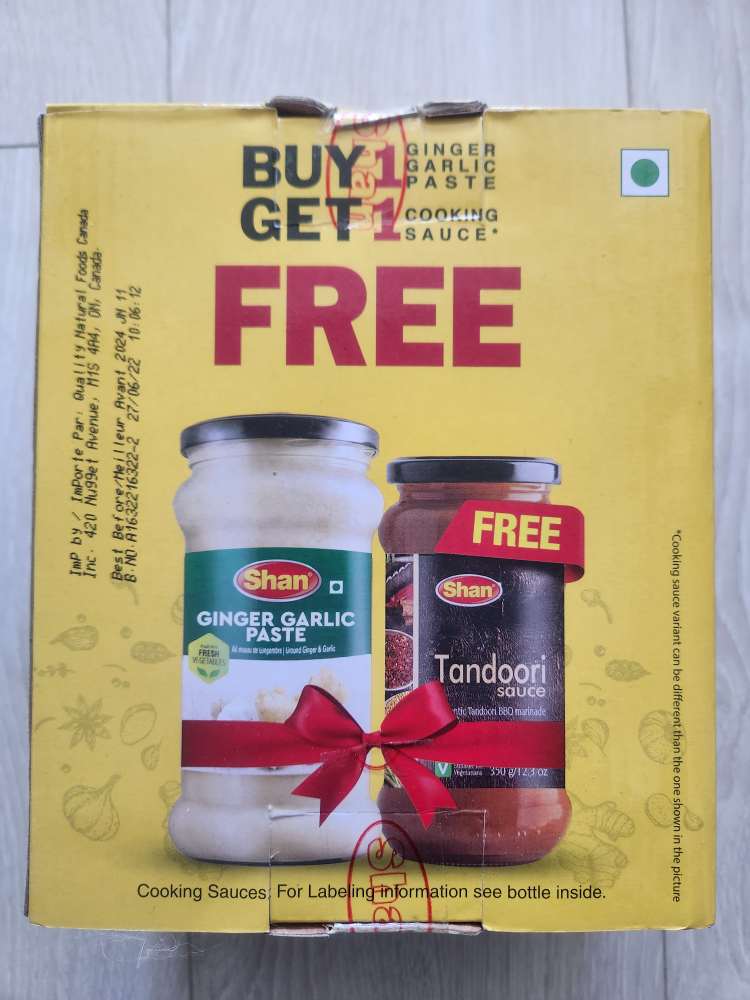 BUY 1 GINGER GARLIC PASTE
GET 1 COOKING SAUCE*
FREE
Imp by / ImPorte Par: Quality Natural Foods Canada
Inc. 420 Nugget Avenue, M1S 4A4, ON, Canada.
Best Before/Meilleur Avant 2024 JN 11
B.NO.A1632216322-2 27/06/22 10:06:12
Shan
GINGER GARLIC
PASTE
Ground Ginger & Garlic
FRESH
VEGETABLES
FREE
Shan
Tandoori
sauce
Tandoori BBQ marinade
V
Vegetarians
350 g/12.3 oz
*Cooking sauce variant can be different than the one shown in the picture
Cooking Sauces; For Labeling information see bottle inside.
Shan
Sha